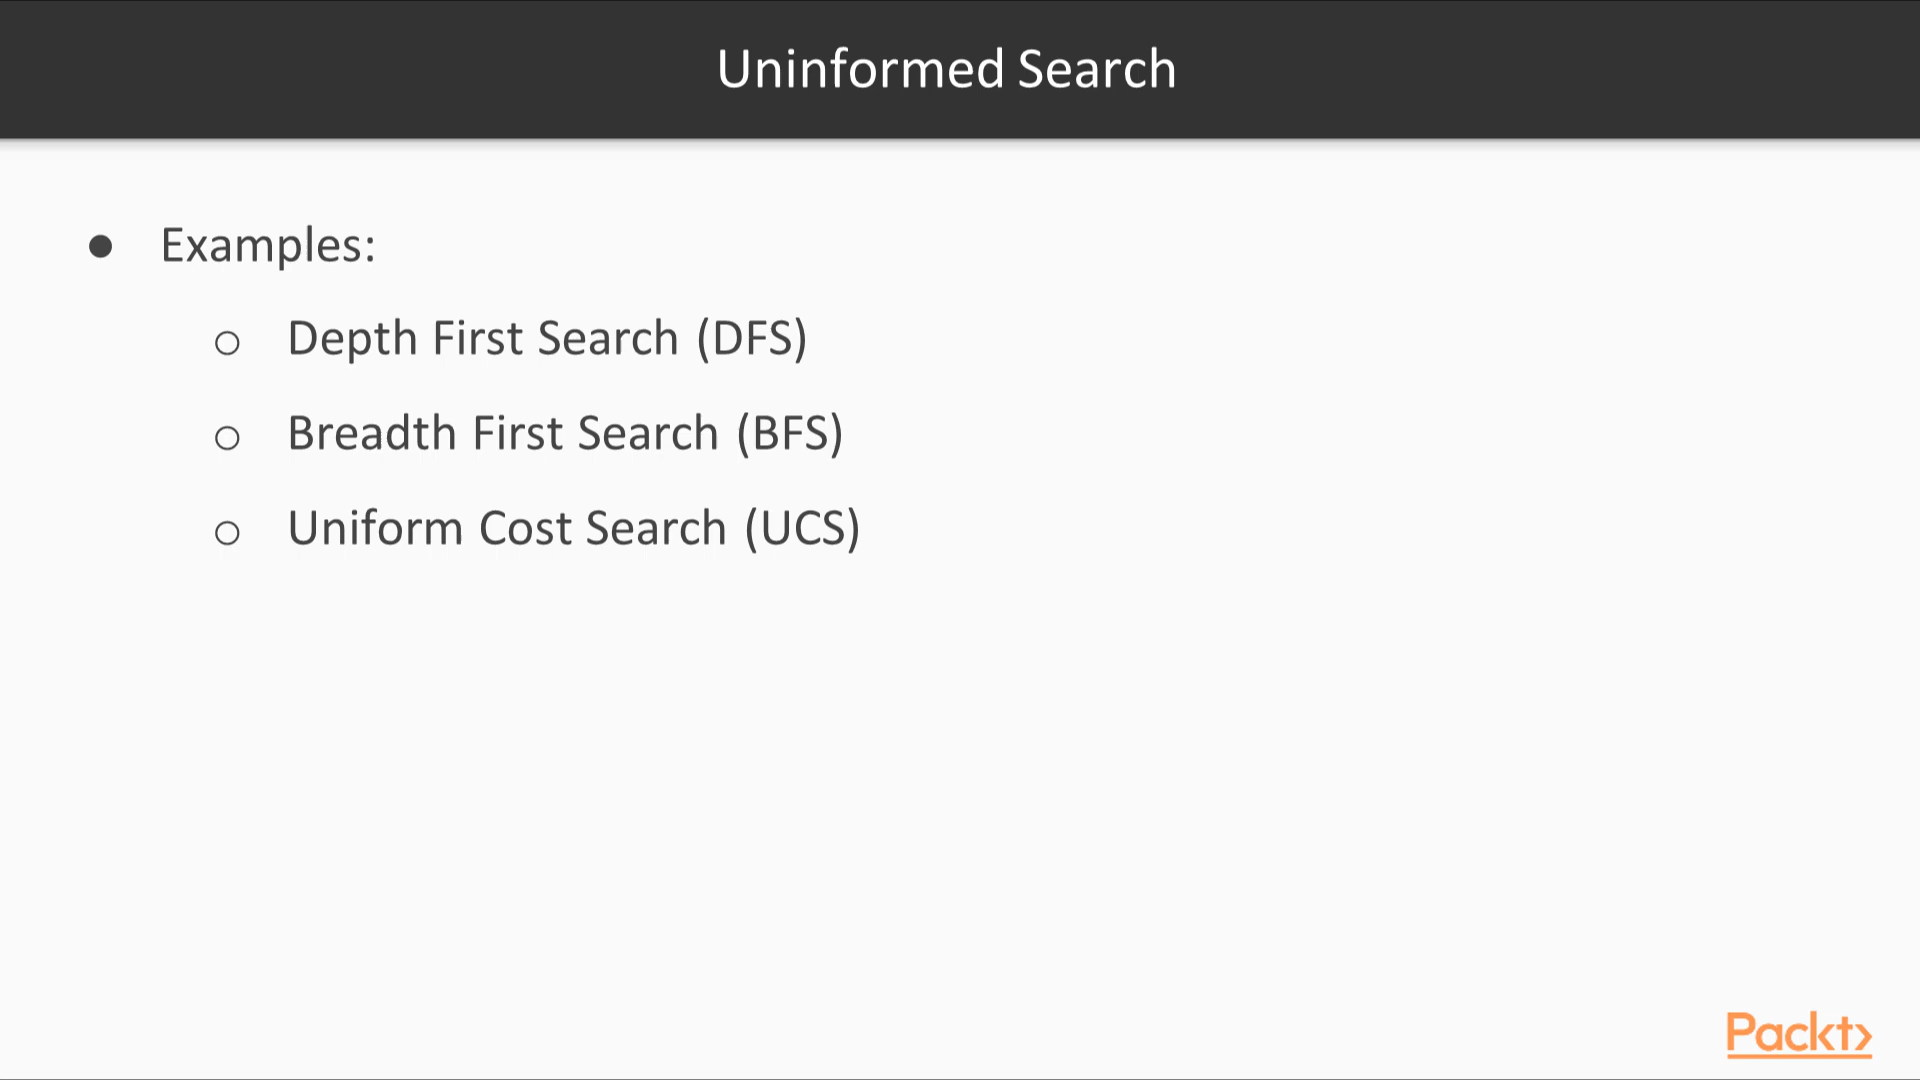 Uninformed Search
● Examples:
○ Depth First Search (DFS)
○ Breadth First Search (BFS)
○ Uniform Cost Search (UCS)
Packt>